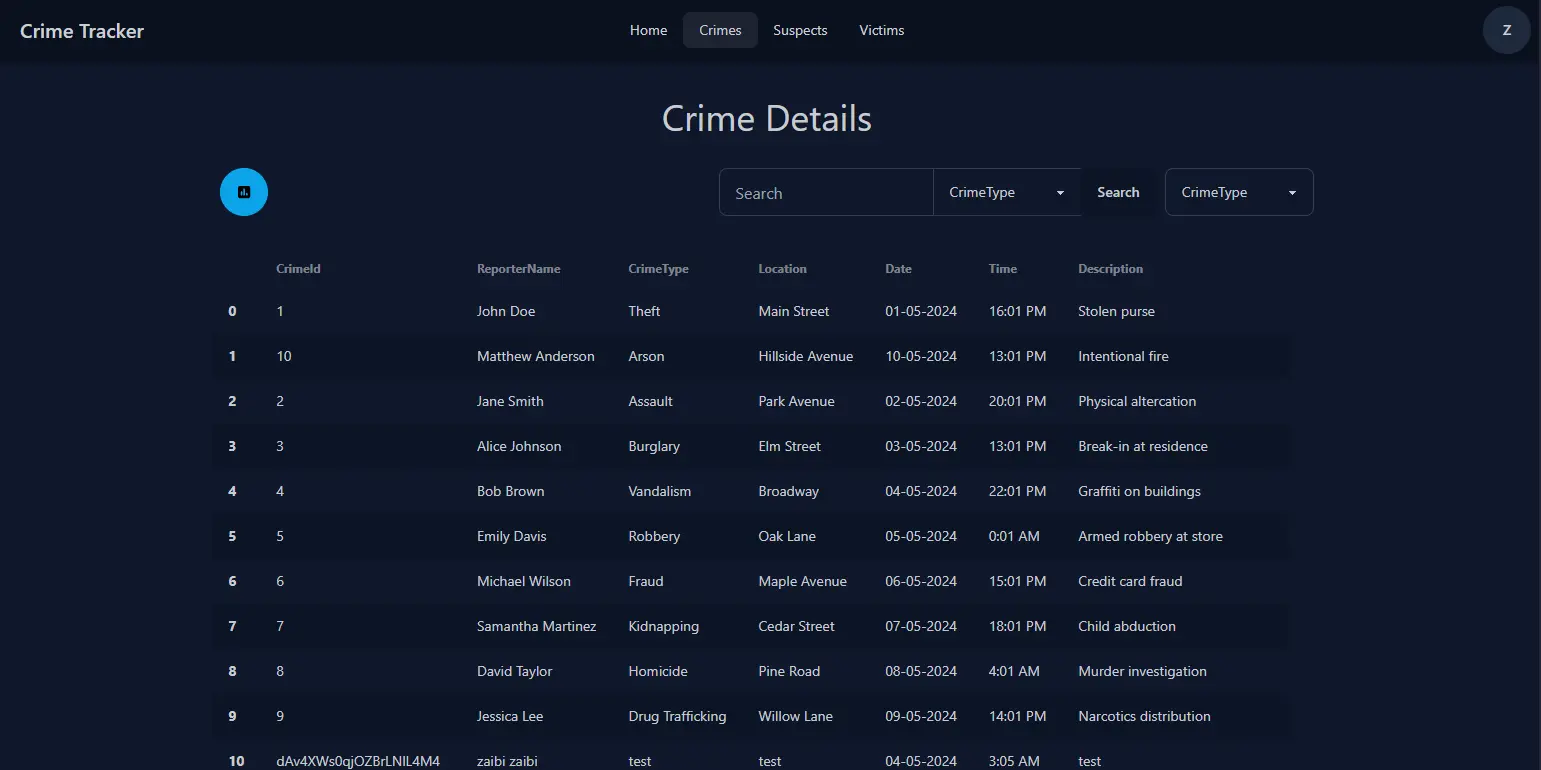 Crime Tracker Home Crimes Suspects Victims Z
Crime Details
Search CrimeType Search CrimeType
CrimeId ReporterName CrimeType Location Date Time Description
0 1 John Doe Theft Main Street 01-05-2024 16:01 PM Stolen purse
1 10 Matthew Anderson Arson Hillside Avenue 10-05-2024 13:01 PM Intentional fire
2 2 Jane Smith Assault Park Avenue 02-05-2024 20:01 PM Physical altercation
3 3 Alice Johnson Burglary Elm Street 03-05-2024 13:01 PM Break-in at residence
4 4 Bob Brown Vandalism Broadway 04-05-2024 22:01 PM Graffiti on buildings
5 5 Emily Davis Robbery Oak Lane 05-05-2024 0:01 AM Armed robbery at store
6 6 Michael Wilson Fraud Maple Avenue 06-05-2024 15:01 PM Credit card fraud
7 7 Samantha Martinez Kidnapping Cedar Street 07-05-2024 18:01 PM Child abduction
8 8 David Taylor Homicide Pine Road 08-05-2024 4:01 AM Murder investigation
9 9 Jessica Lee Drug Trafficking Willow Lane 09-05-2024 14:01 PM Narcotics distribution
10 dAv4XWs0qjOZBrLNIL4M4 zaibi zaibi test test 04-05-2024 3:05 AM test